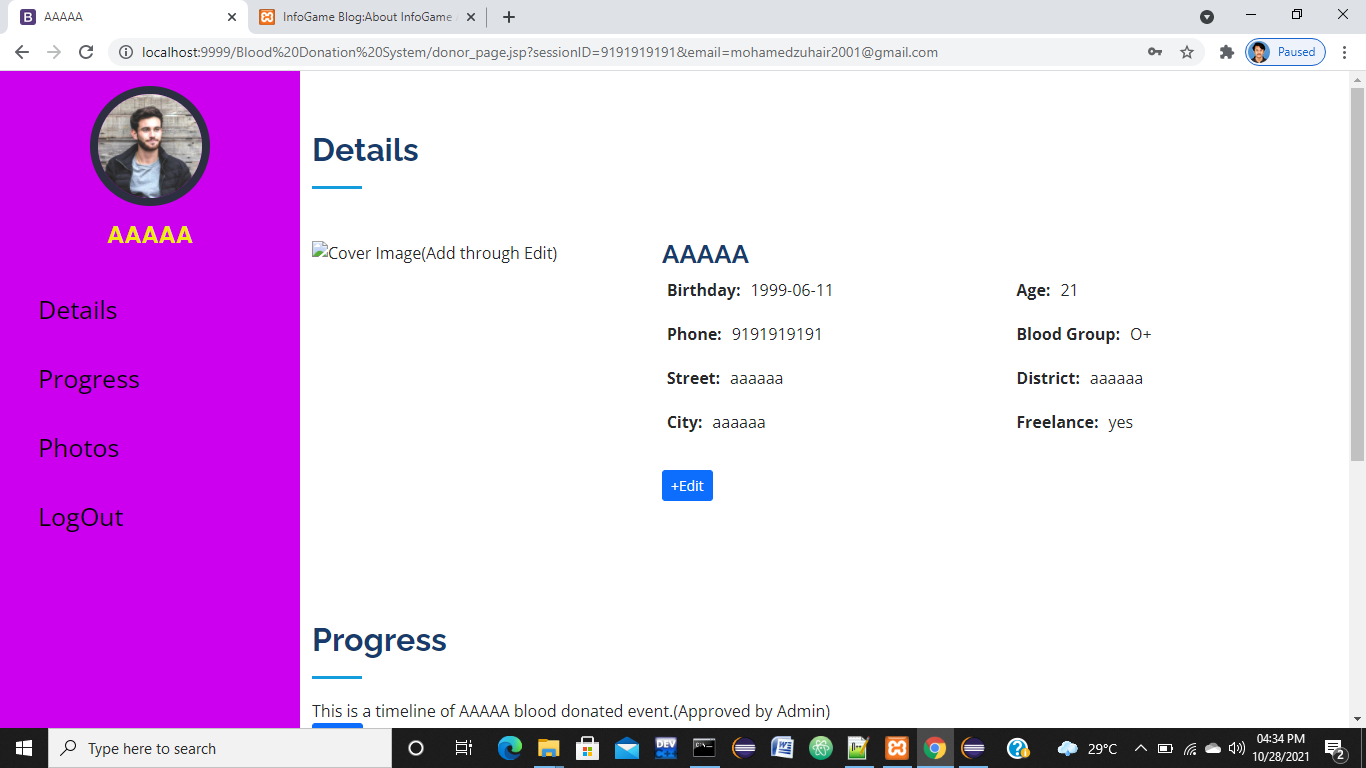 AAAAA
InfoGame Blog:About InfoGame
localhost:9999/Blood%20Donation%20System/donor_page.jsp?sessionID=9191919191&email=mohamedzuhair2001@gmail.com
Paused
AAAAA
Details
Progress
Photos
LogOut
Details
Cover Image(Add through Edit)
AAAAA
Birthday: 1999-06-11 Age: 21
Phone: 9191919191 Blood Group: O+
Street: aaaaaa District: aaaaaa
City: aaaaaa Freelance: yes
+Edit
Progress
This is a timeline of AAAAA blood donated event.(Approved by Admin)
Type here to search
DEV
29°C
04:34 PM
10/28/2021
2